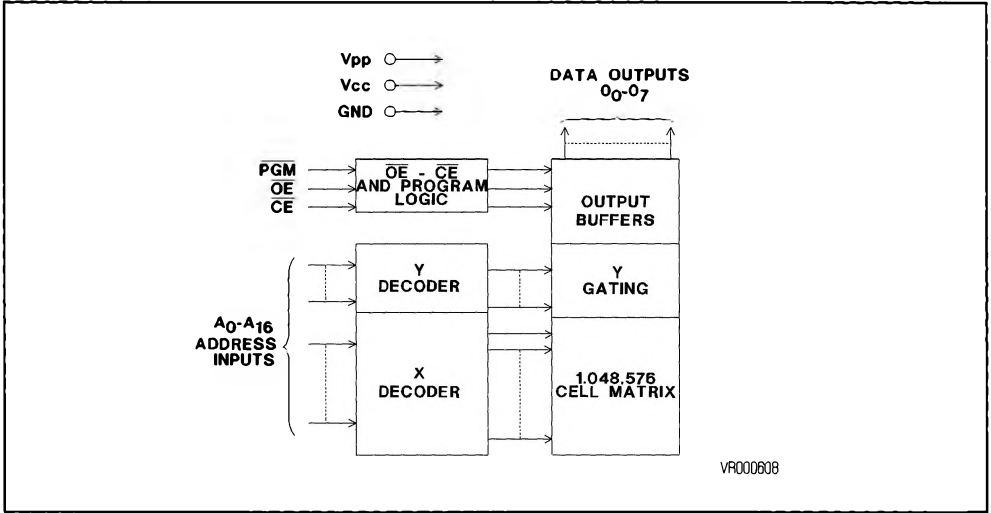 Vpp
Vcc
GND
DATA OUTPUTS
O0-O7
PGM
OE
CE
OE - CE
AND PROGRAM
LOGIC
OUTPUT
BUFFERS
Y
DECODER
Y
GATING
A0-A16
ADDRESS
INPUTS
X
DECODER
1.048.576
CELL MATRIX
VR000608